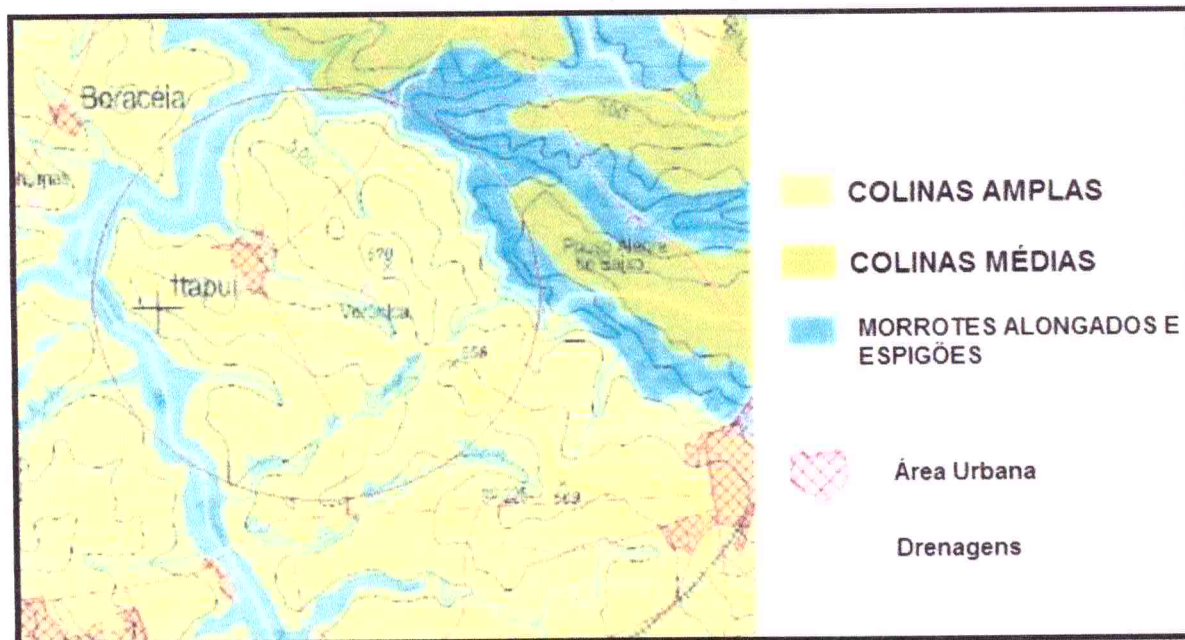 Boracéia
Itapuí
COLINAS AMPLAS
COLINAS MÉDIAS
MORROTES ALONGADOS E
ESPIGÕES
Área Urbana
Drenagens